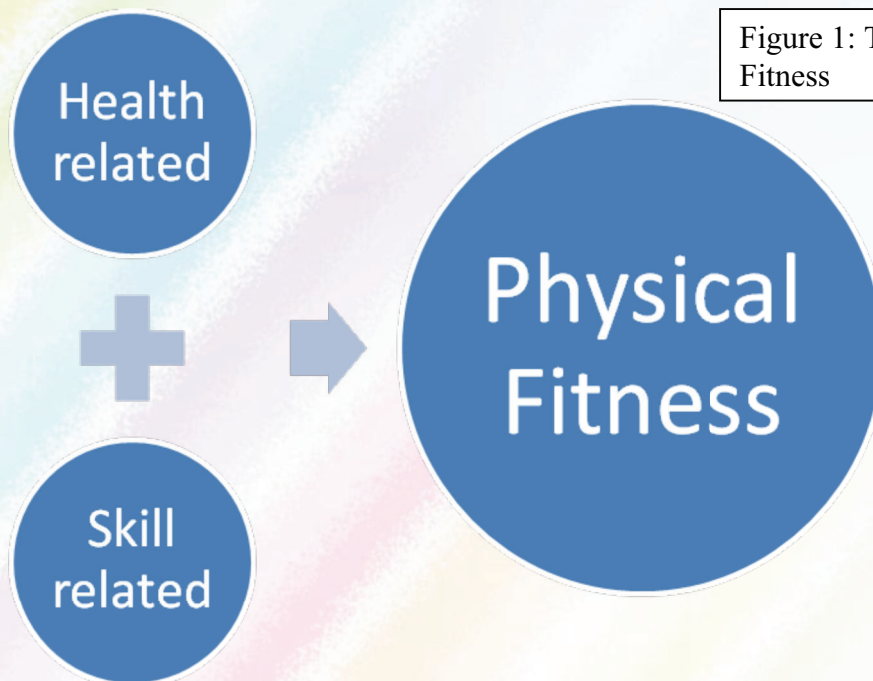 Health
related
Figure 1:
Fitness
Physical
Fitness
Skill
related